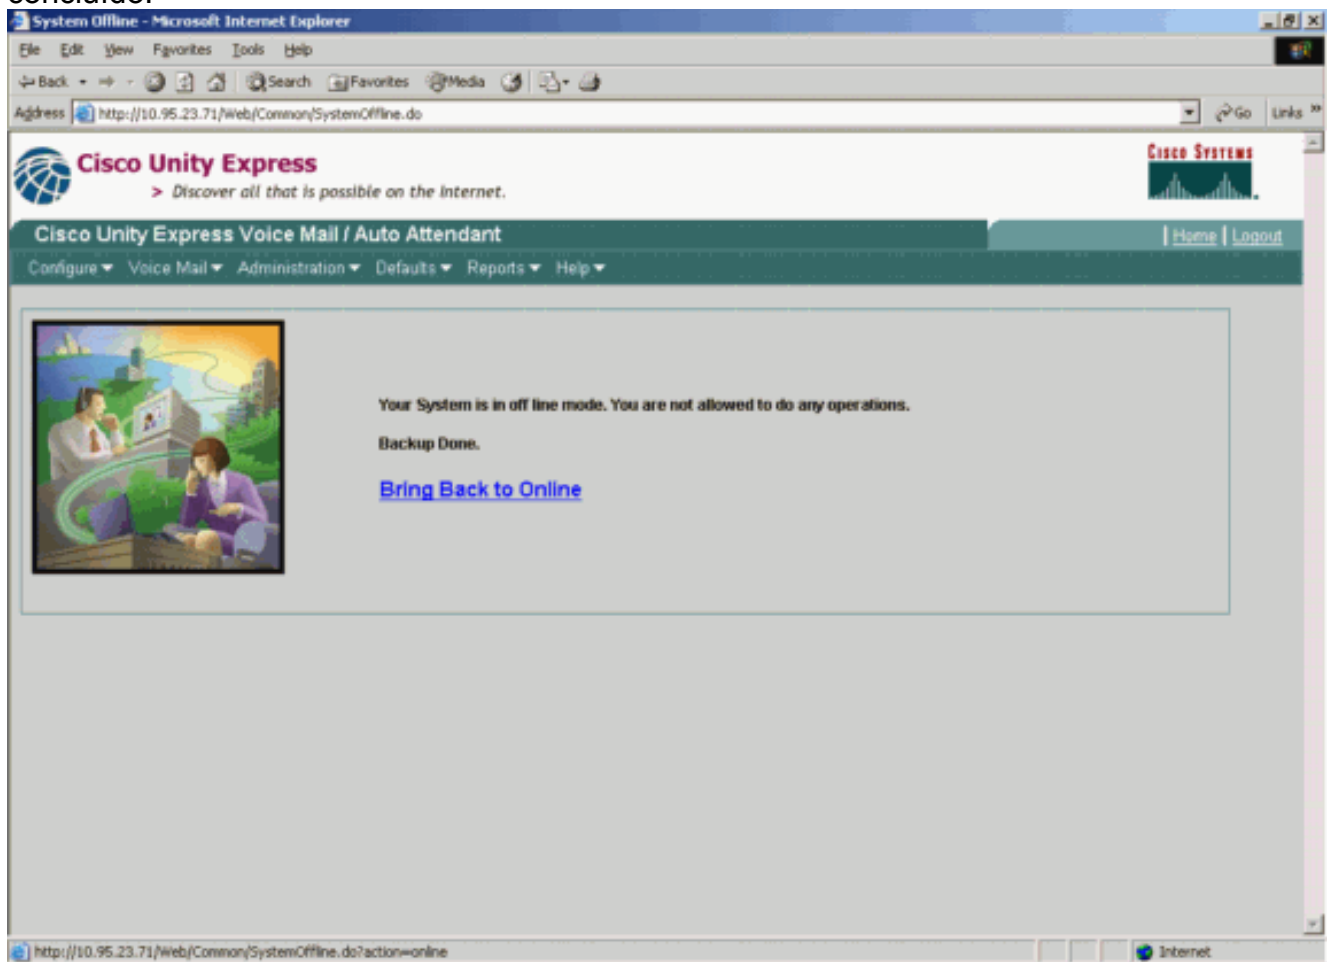 concluído.
System Offline - Microsoft Internet Explorer
File Edit View Favorites Tools Help
Back Search Favorites Media
Address http://10.95.23.71/Web/Common/SystemOffline.do Go Links »
Cisco Unity Express
> Discover all that is possible on the Internet.
CISCO SYSTEMS
Cisco Unity Express Voice Mail / Auto Attendant | Home | Logout
Configure Voice Mail Administration Defaults Reports Help
Your System is in off line mode. You are not allowed to do any operations.
Backup Done.
Bring Back to Online
http://10.95.23.71/Web/Common/SystemOffline.do?action=online Internet